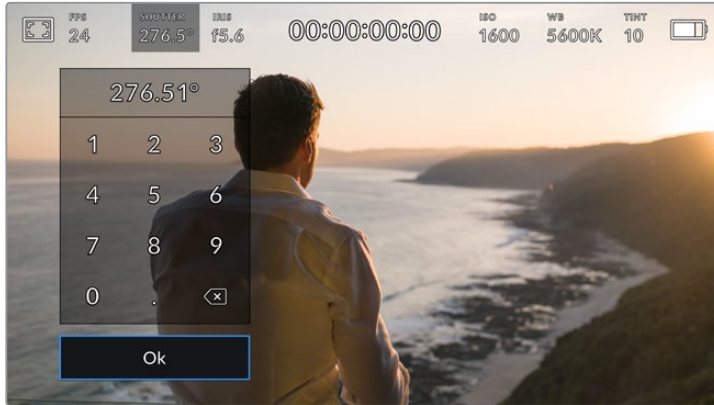 FPS SHUTTER IRIS ISO WB TINT
24 276.5° f5.6 00:00:00:00 1600 5600K 10
276.51°
1 2 3
4 5 6
7 8 9
0 .
Ok